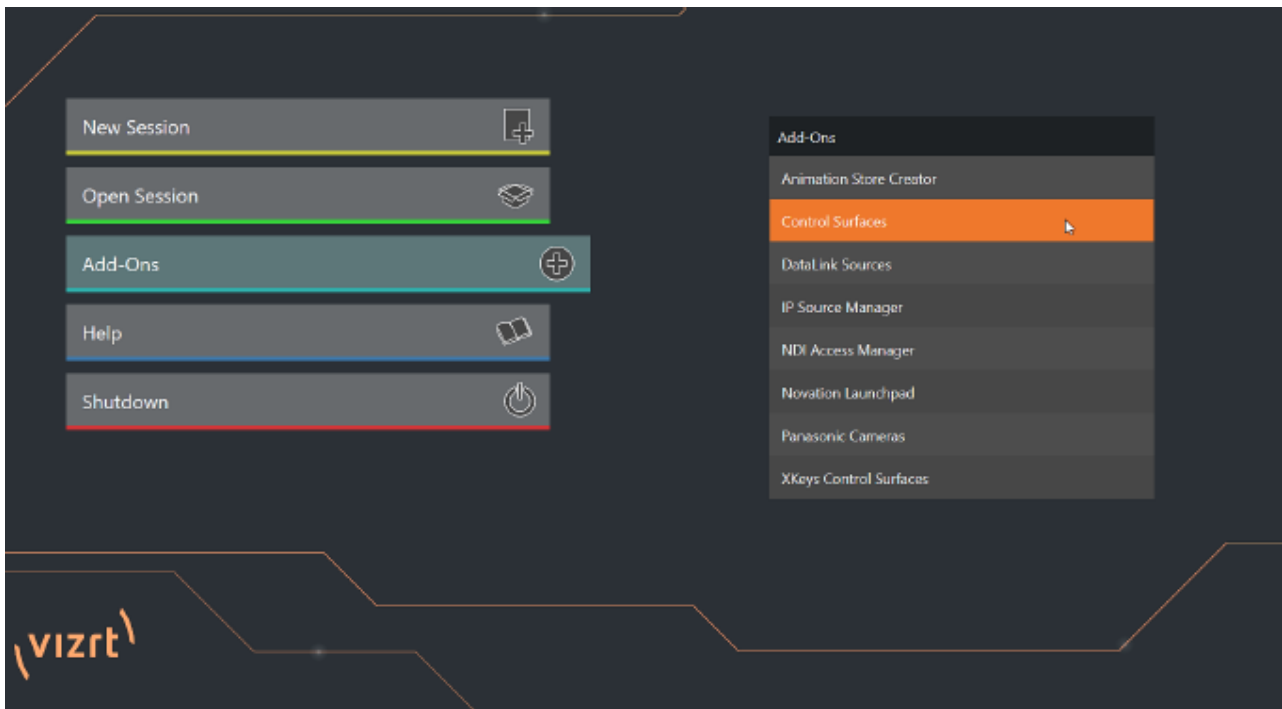 New Session
Open Session
Add-Ons
Help
Shutdown
Add-Ons
Animation Store Creator
Control Surfaces
DataLink Sources
IP Source Manager
NDI Access Manager
Novation Launchpad
Panasonic Cameras
XKeys Control Surfaces
vizrt